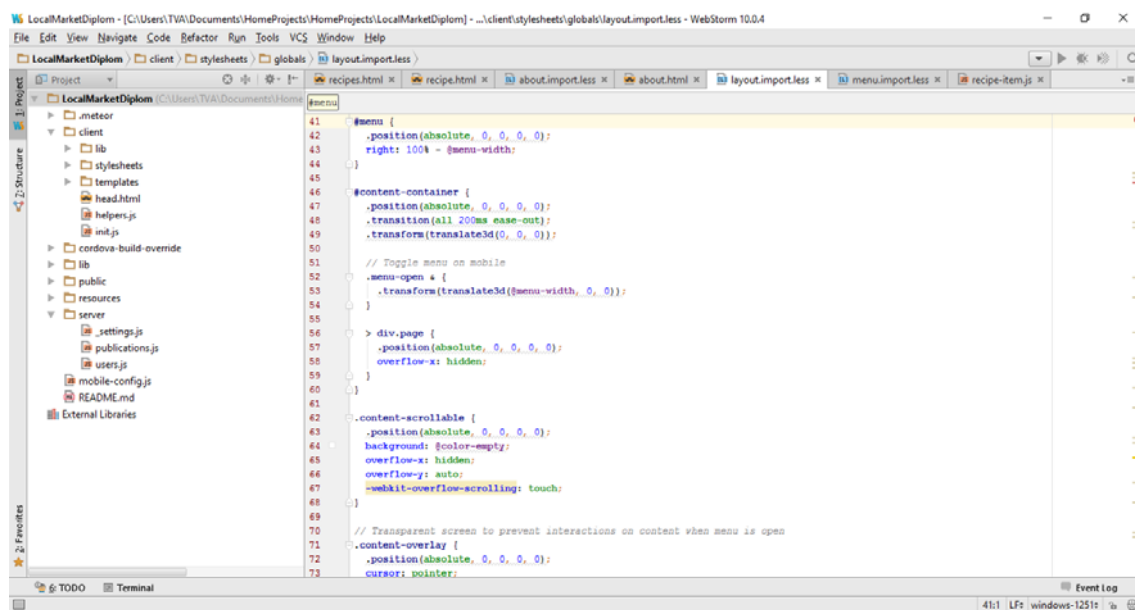 LocalMarketDiplom - [C:\Users\TVA\Documents\HomeProjects\HomeProjects\LocalMarketDiplom] - ...\client\stylesheets\globals\layout.import.less - WebStorm 10.0.4
File Edit View Navigate Code Refactor Run Tools VCS Window Help
LocalMarketDiplom client stylesheets globals layout.import.less
Project recipes.html recipe.html about.import.less about.html layout.import.less menu.import.less recipe-item.js
1: Project
2: Structure
2: Favorites
LocalMarketDiplom (C:\Users\TVA\Documents\Home
.meteor
client
lib
stylesheets
templates
head.html
helpers.js
init.js
cordova-build-override
lib
public
resources
server
_settings.js
publications.js
users.js
mobile-config.js
README.md
External Libraries
#menu
41 #menu {
42 .position(absolute, 0, 0, 0, 0);
43 right: 100% - @menu-width;
44 }
45
46 #content-container {
47 .position(absolute, 0, 0, 0, 0);
48 .transition(all 200ms ease-out);
49 .transform(translate3d(0, 0, 0));
50
51 // Toggle menu on mobile
52 .menu-open & {
53 .transform(translate3d(@menu-width, 0, 0));
54 }
55
56 > div.page {
57 .position(absolute, 0, 0, 0, 0);
58 overflow-x: hidden;
59 }
60 }
61
62 .content-scrollable {
63 .position(absolute, 0, 0, 0, 0);
64 background: @color-empty;
65 overflow-x: hidden;
66 overflow-y: auto;
67 -webkit-overflow-scrolling: touch;
68 }
69
70 // Transparent screen to prevent interactions on content when menu is open
71 .content-overlay {
72 .position(absolute, 0, 0, 0, 0);
73 cursor: pointer;
6: TODO Terminal Event Log
41:1 LF÷ windows-1251÷